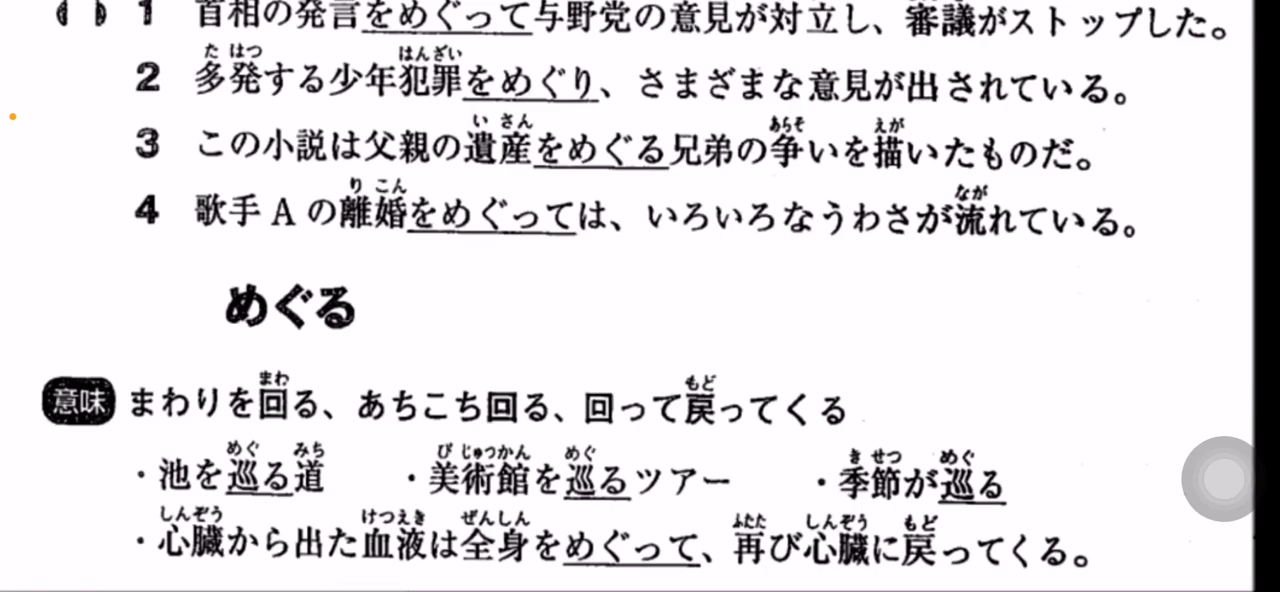 ( ) 1 首相の発言をめぐって与野党の意見が対立し、審議がストップした。
2 多発する少年犯罪をめぐり、さまざまな意見が出されている。
3 この小説は父親の遺産をめぐる兄弟の争いを描いたものだ。
4 歌手Aの離婚をめぐっては、いろいろなうわさが流れている。
めぐる
意味 まわりを回る、あちこち回る、回って戻ってくる
・池を巡る道 ・美術館を巡るツアー ・季節が巡る
・心臓から出た血液は全身をめぐって、再び心臓に戻ってくる。